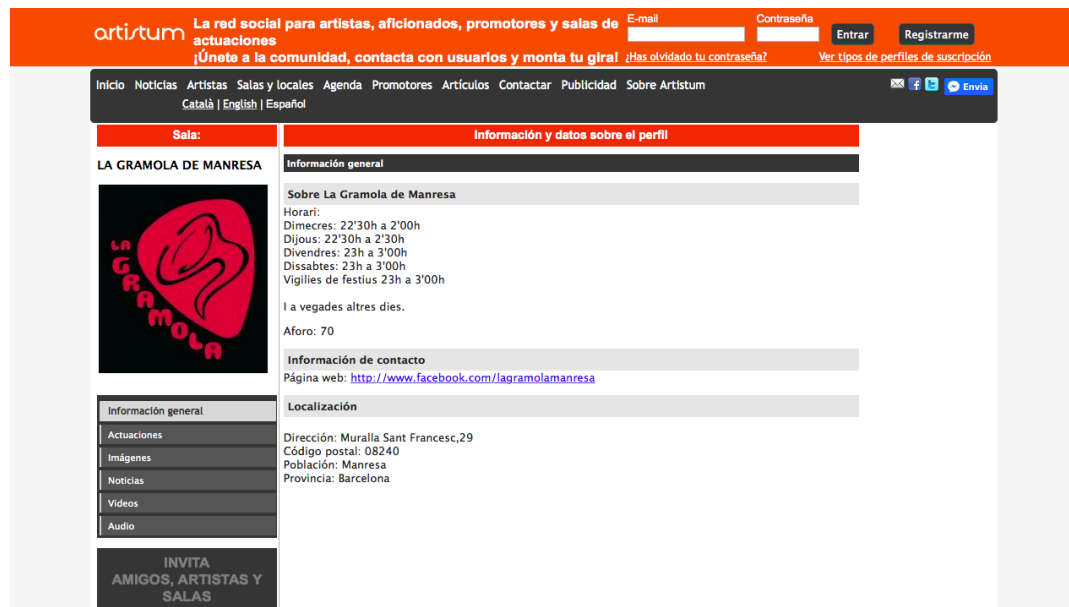 artistum
La red social para artistas, aficionados, promotores y salas de
actuaciones
¡Únete a la comunidad, contacta con usuarios y monta tu gira!
E-mail
Contraseña
Entrar
Registrarme
¿Has olvidado tu contraseña?
Ver tipos de perfiles de suscripción
Inicio Noticias Artistas Salas y locales Agenda Promotores Artículos Contactar Publicidad Sobre Artistum
Català | English | Español
Envia
Sala:
LA GRAMOLA DE MANRESA
LA
GRAMOLA
Información general
Actuaciones
Imágenes
Noticias
Videos
Audio
INVITA
AMIGOS, ARTISTAS Y
SALAS
Información y datos sobre el perfil
Información general
Sobre La Gramola de Manresa
Horari:
Dimecres: 22'30h a 2'00h
Dijous: 22'30h a 2'30h
Divendres: 23h a 3'00h
Dissabtes: 23h a 3'00h
Vigilies de festius 23h a 3'00h
I a vegades altres dies.
Aforo: 70
Información de contacto
Página web: http://www.facebook.com/lagramolamanresa
Localización
Dirección: Muralla Sant Francesc,29
Código postal: 08240
Población: Manresa
Provincia: Barcelona